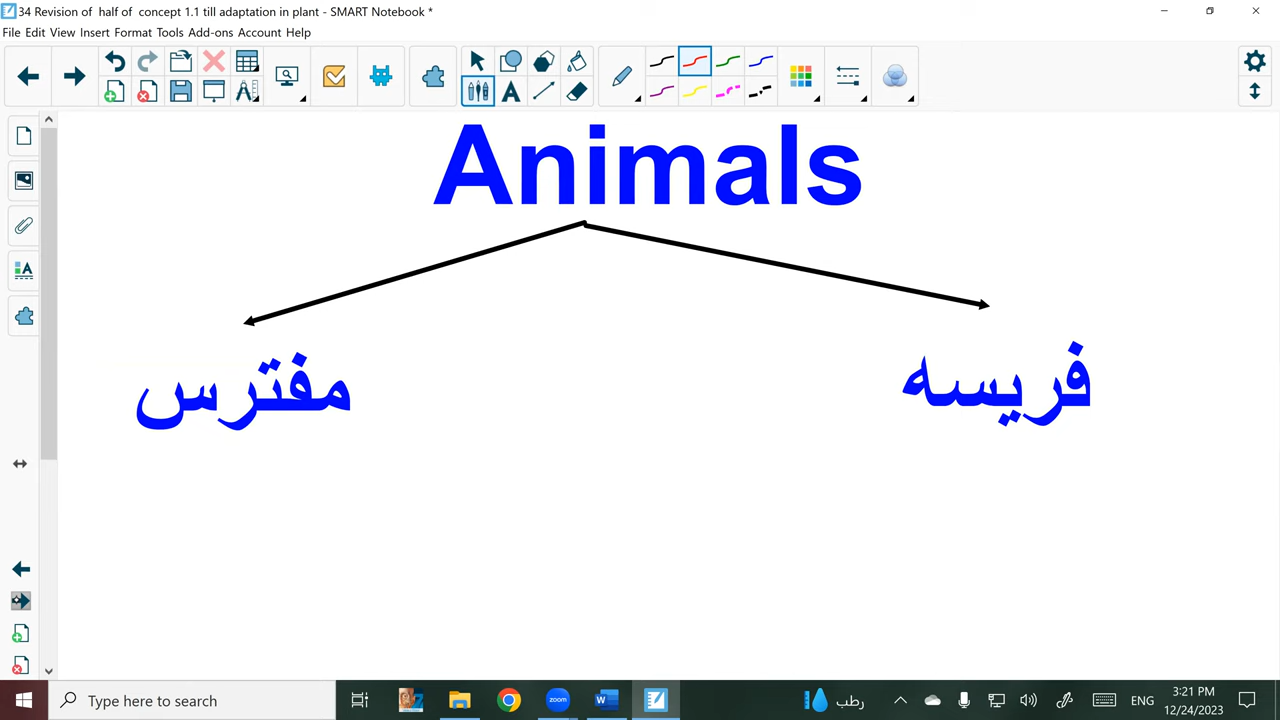 34 Revision of half of concept 1.1 till adaptation in plant - SMART Notebook *
File Edit View Insert Format Tools Add-ons Account Help
Animals
مفترس
فريسه
Type here to search
رطب
ENG
3:21 PM
12/24/2023